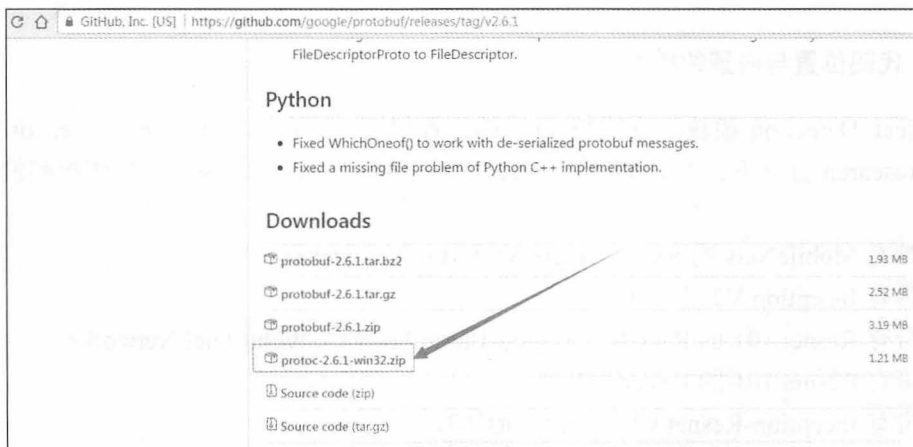 GitHub, Inc. [US] https://github.com/google/protobuf/releases/tag/v2.6.1
FileDescriptorProto to FileDescriptor.
Python
• Fixed WhichOneof() to work with de-serialized protobuf messages.
• Fixed a missing file problem of Python C++ implementation.
Downloads
protobuf-2.6.1.tar.bz2 1.93 MB
protobuf-2.6.1.tar.gz 2.52 MB
protobuf-2.6.1.zip 3.19 MB
protoc-2.6.1-win32.zip 1.21 MB
Source code (zip)
Source code (tar.gz)